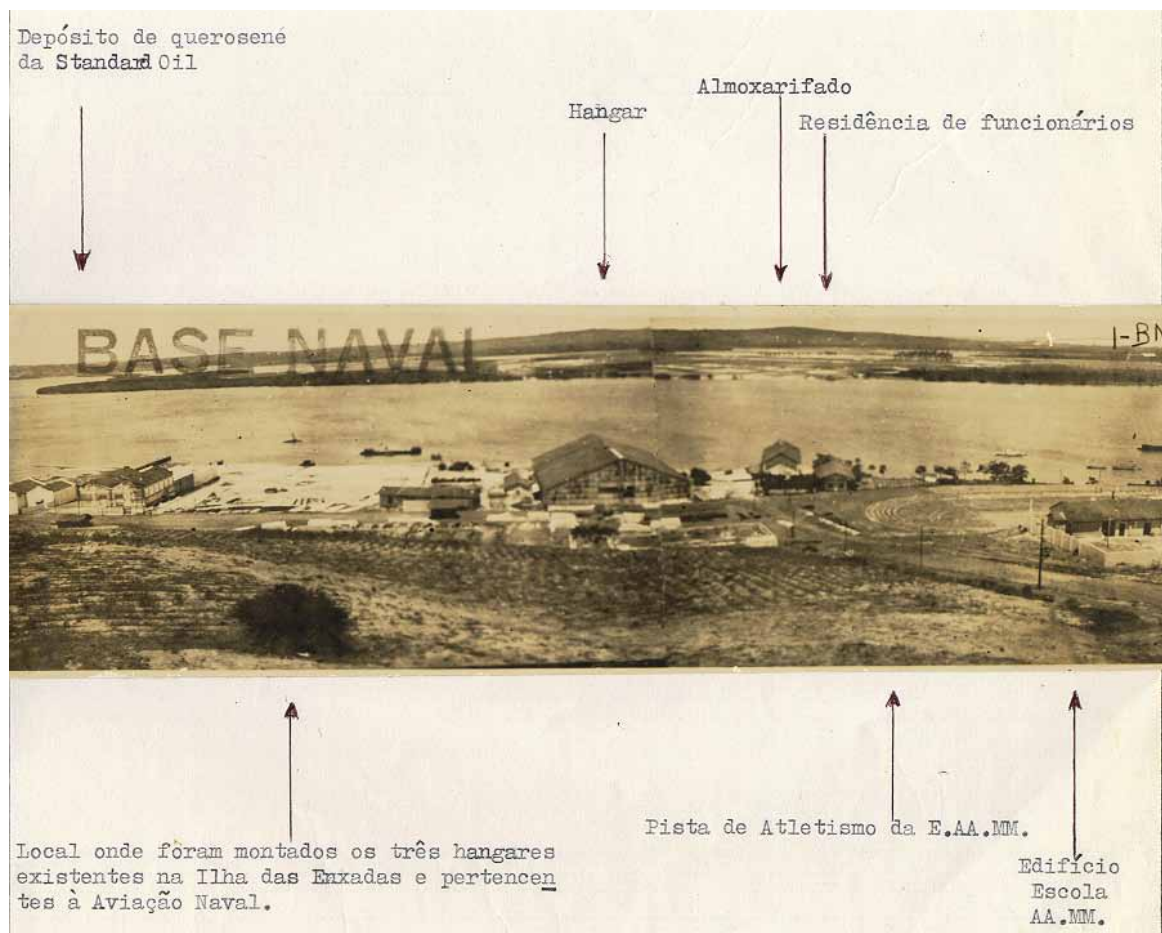 Depósito de querosené
da Standard Oil
Almoxarifado
Hangar
Residência de funcionários
BASE NAVAL
1-BN
Pista de Atletismo da E.AA.MM.
Local onde foram montados os três hangares
existentes na Ilha das Enxadas e pertencen
tes à Aviação Naval.
Edifício
Escola
AA.MM.